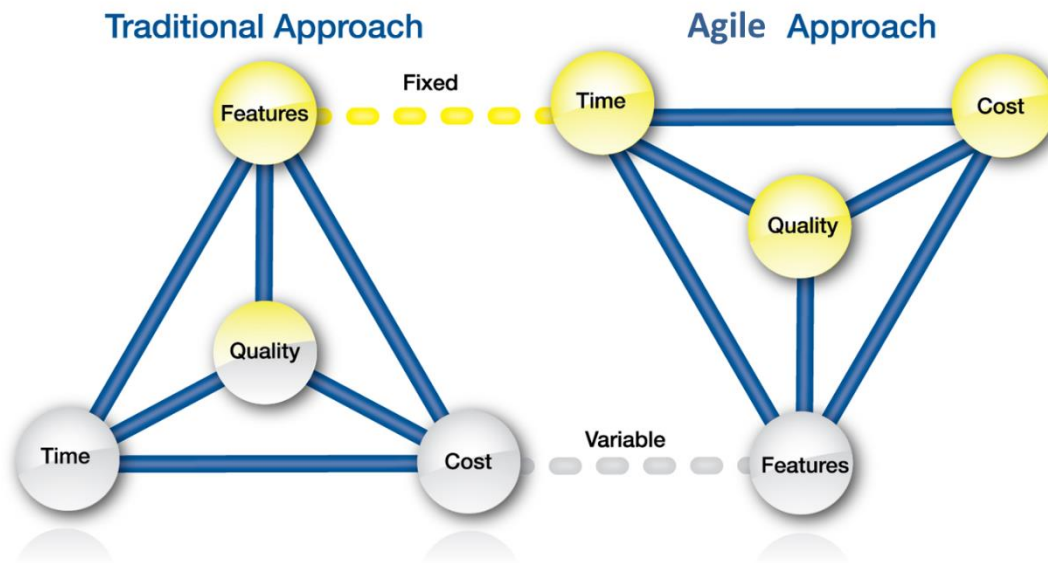 Traditional Approach
Agile Approach
Features
Fixed
Time
Cost
Quality
Quality
Time
Cost
Variable
Features